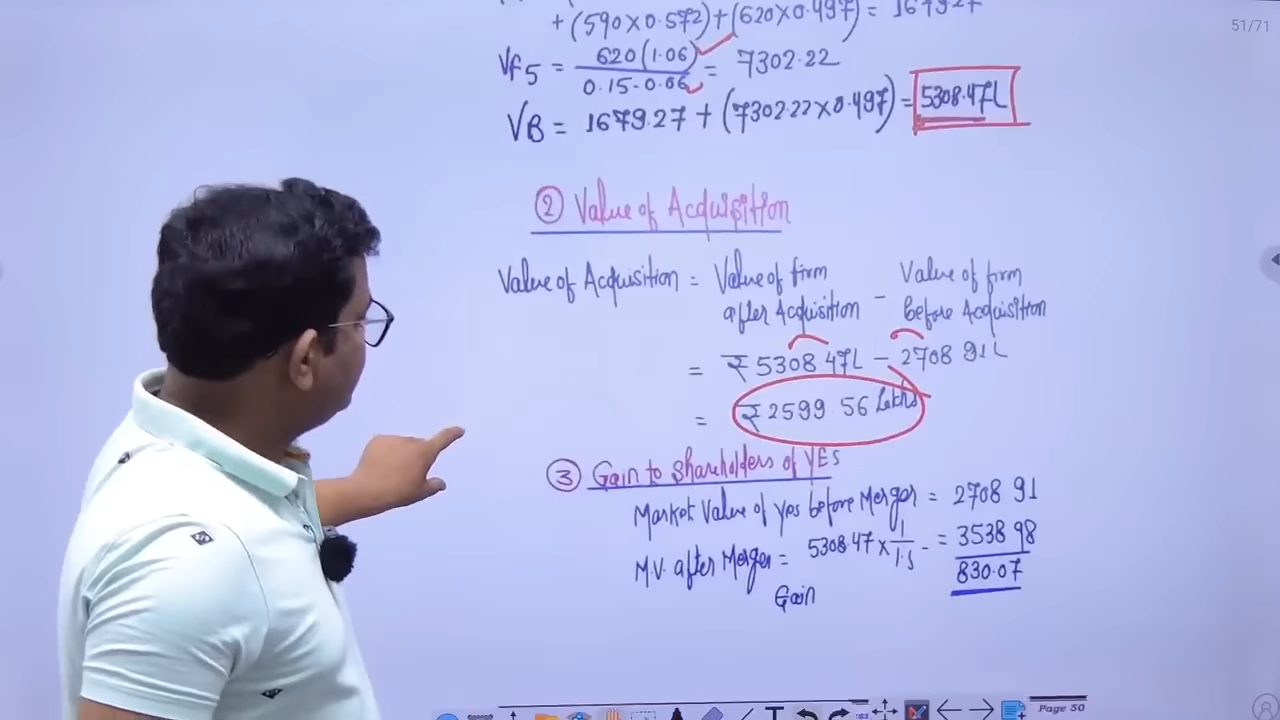 51/71
+ (590×0.572)+(620×0.497) = 1679.27
Vf5 = 620(1.06) / 0.15-0.06 = 7302.22
VB = 1679.27 + (7302.22×0.497) = 5308.47L
② Value of Acquisition
Value of Acquisition = Value of firm after Acquisition - Value of firm before Acquisition
= ₹ 5308.47L - 2708.91L
= ₹ 2599.56 Lakhs
③ Gain to shareholders of YES
Market Value of Yes before Merger = 2708 91
M.V. after Merger = 5308.47 × 1/1.5 = 3538 98
Gain 830.07
Page 50